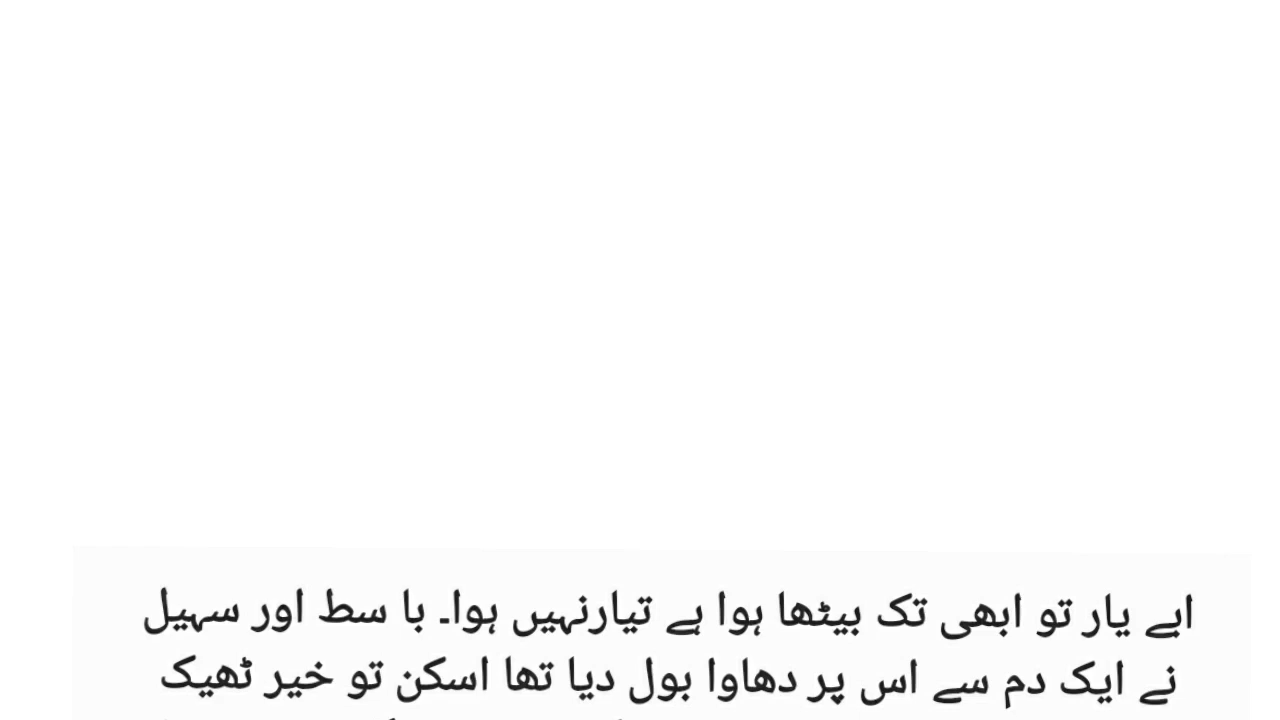 ابے یار تو ابھی تک بیٹھا ہوا ہے تیارنہیں ہوا۔ با سط اور سہیل
نے ایک دم سے اس پر دھاوا بول دیا تھا اسکن تو خیر ٹھیک